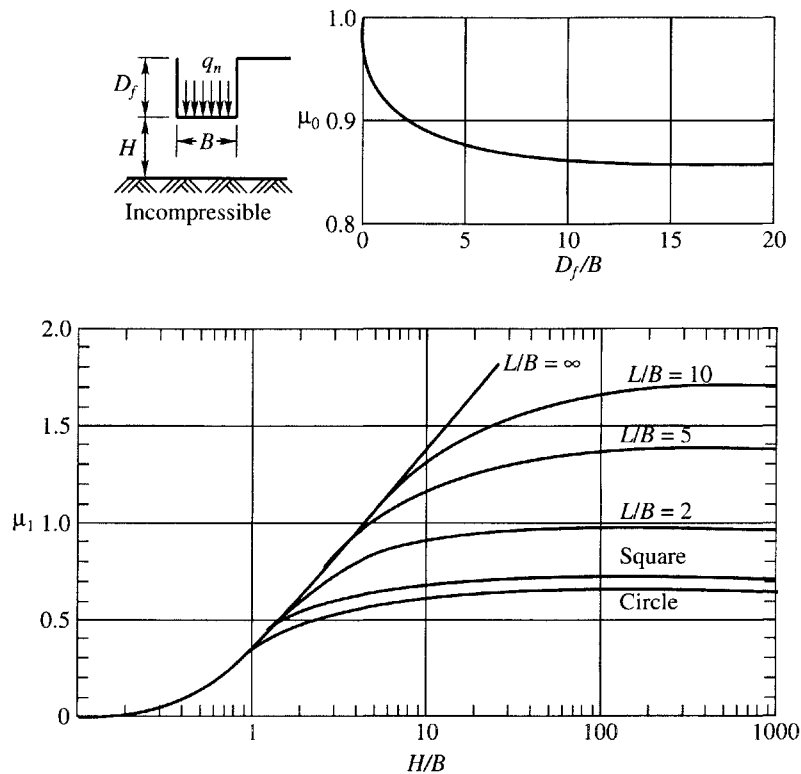 q_n
D_f
H
B
Incompressible
1.0
μ_0 0.9
0.8
0 5 10 15 20
D_f/B
2.0
1.5
μ_1 1.0
0.5
0
L/B = ∞
L/B = 10
L/B = 5
L/B = 2
Square
Circle
1 10 100 1000
H/B